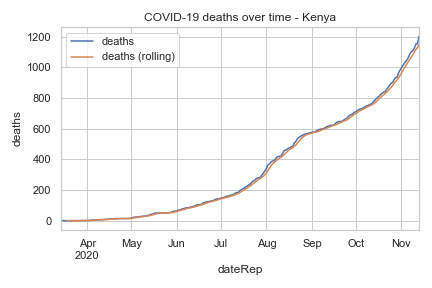 COVID-19 deaths over time - Kenya
deaths
deaths (rolling)
1200
1000
800
600
400
200
0
deaths
Apr May Jun Jul Aug Sep Oct Nov
2020
dateRep